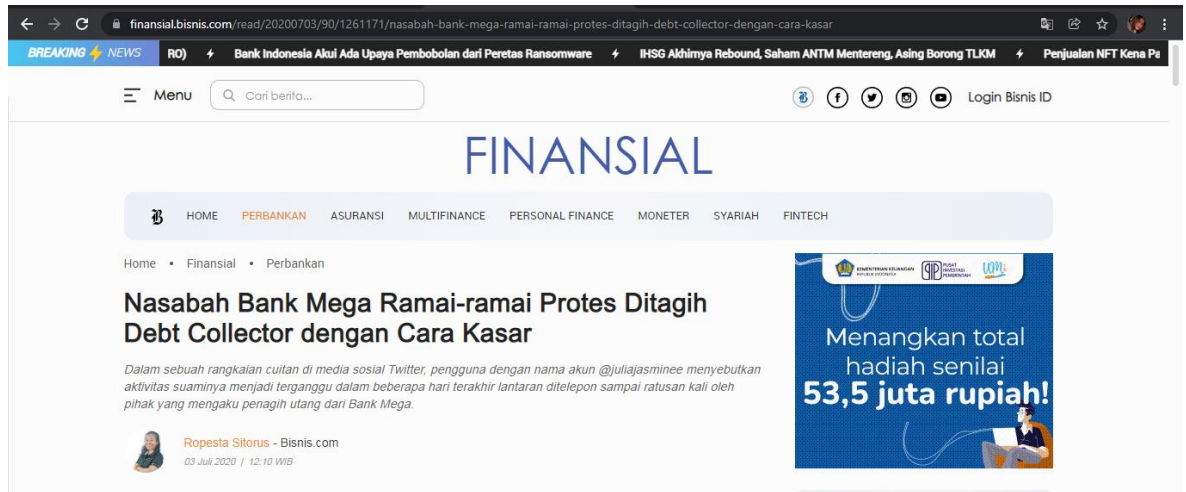 finansial.bisnis.com/read/20200703/90/1261171/nasabah-bank-mega-ramai-ramai-protes-ditagih-debt-collector-dengan-cara-kasar
BREAKING NEWS RO) Bank Indonesia Akui Ada Upaya Pembobolan dari Peretas Ransomware IHSG Akhirnya Rebound, Saham ANTM Mentereng, Asing Borong TLKM Penjualan NFT Kena Pa
Menu Cari berita... Login Bisnis ID
FINANSIAL
B HOME PERBANKAN ASURANSI MULTIFINANCE PERSONAL FINANCE MONETER SYARIAH FINTECH
Home • Finansial • Perbankan
Nasabah Bank Mega Ramai-ramai Protes Ditagih
Debt Collector dengan Cara Kasar
Dalam sebuah rangkaian cuitan di media sosial Twitter, pengguna dengan nama akun @juliajasminee menyebutkan
aktivitas suaminya menjadi terganggu dalam beberapa hari terakhir lantaran ditelepon sampai ratusan kali oleh
pihak yang mengaku penagih utang dari Bank Mega.
Ropesta Sitorus - Bisnis.com
03 Juli 2020 | 12:10 WIB
KEMENTERIAN KEUANGAN
REPUBLIK INDONESIA
PIP PUSAT
INVESTASI
PEMERINTAH
UMi
Menangkan total
hadiah senilai
53,5 juta rupiah!